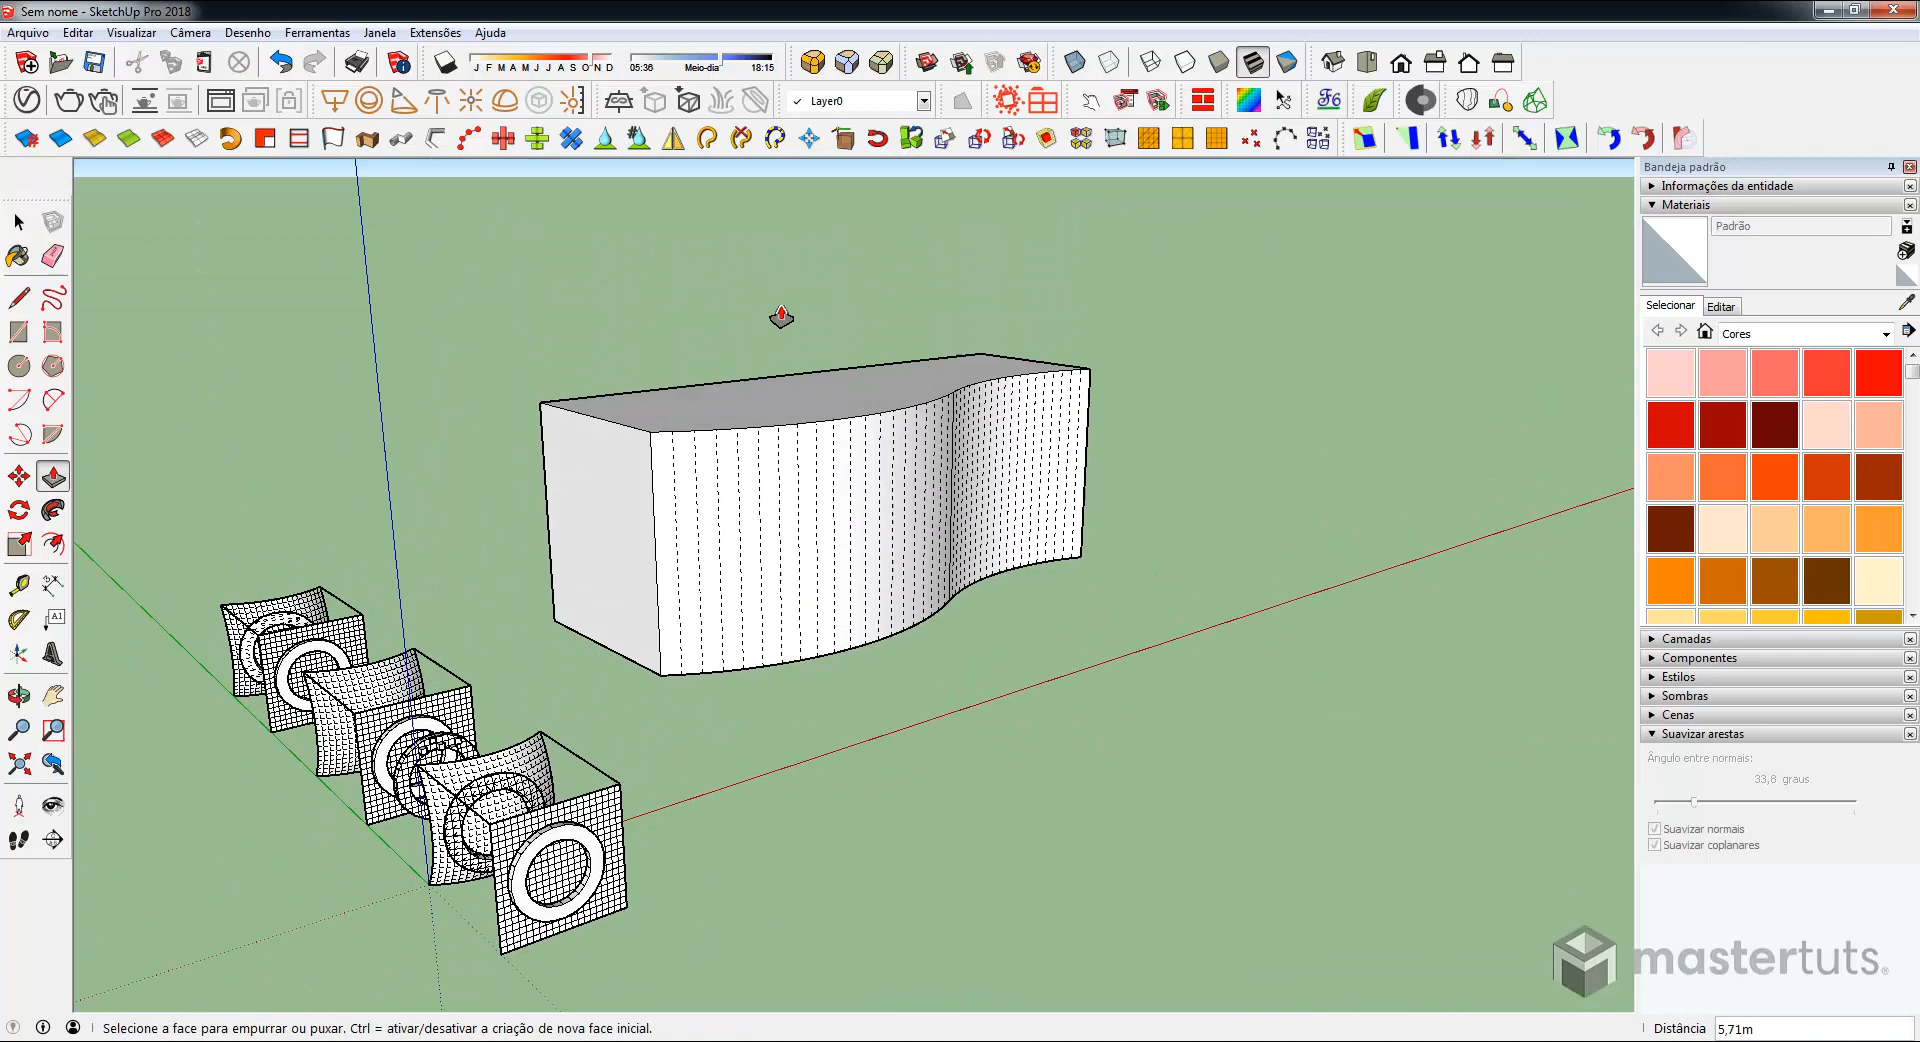 Sem nome - SketchUp Pro 2018
Arquivo Editar Visualizar Câmera Desenho Ferramentas Janela Extensões Ajuda
J F M A M J J A S O N D 05:36 Meio-dia 18:15
Layer0
Bandeja padrão
Informações da entidade
Materiais
Padrão
Selecionar Editar
Cores
A1
Camadas
Componentes
Estilos
Sombras
Cenas
Suavizar arestas
Ângulo entre normais:
33,8 graus
Suavizar normais
Suavizar coplanares
mastertuts®
Selecione a face para empurrar ou puxar. Ctrl = ativar/desativar a criação de nova face inicial.
Distância 5,71m